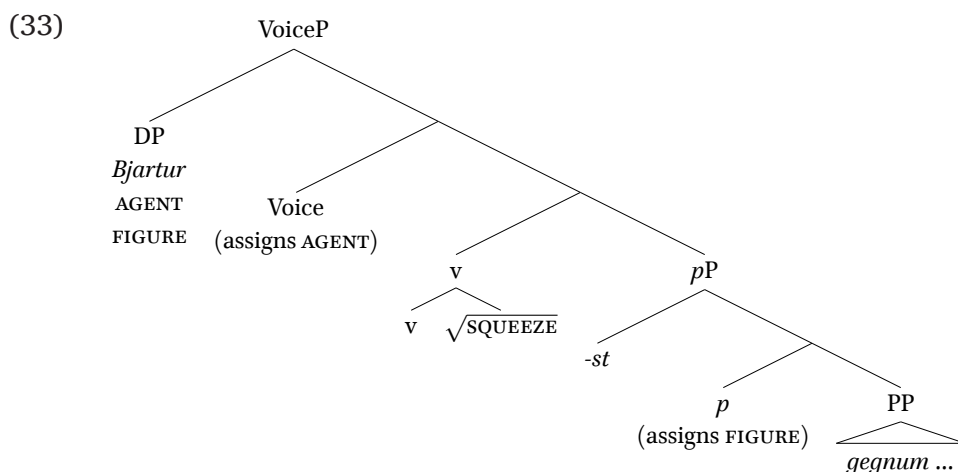 (33)
VoiceP
DP
Bjartur
AGENT
FIGURE
Voice
(assigns AGENT)
v
pP
v √SQUEEZE
-st
p
(assigns FIGURE)
PP
gegnum ...